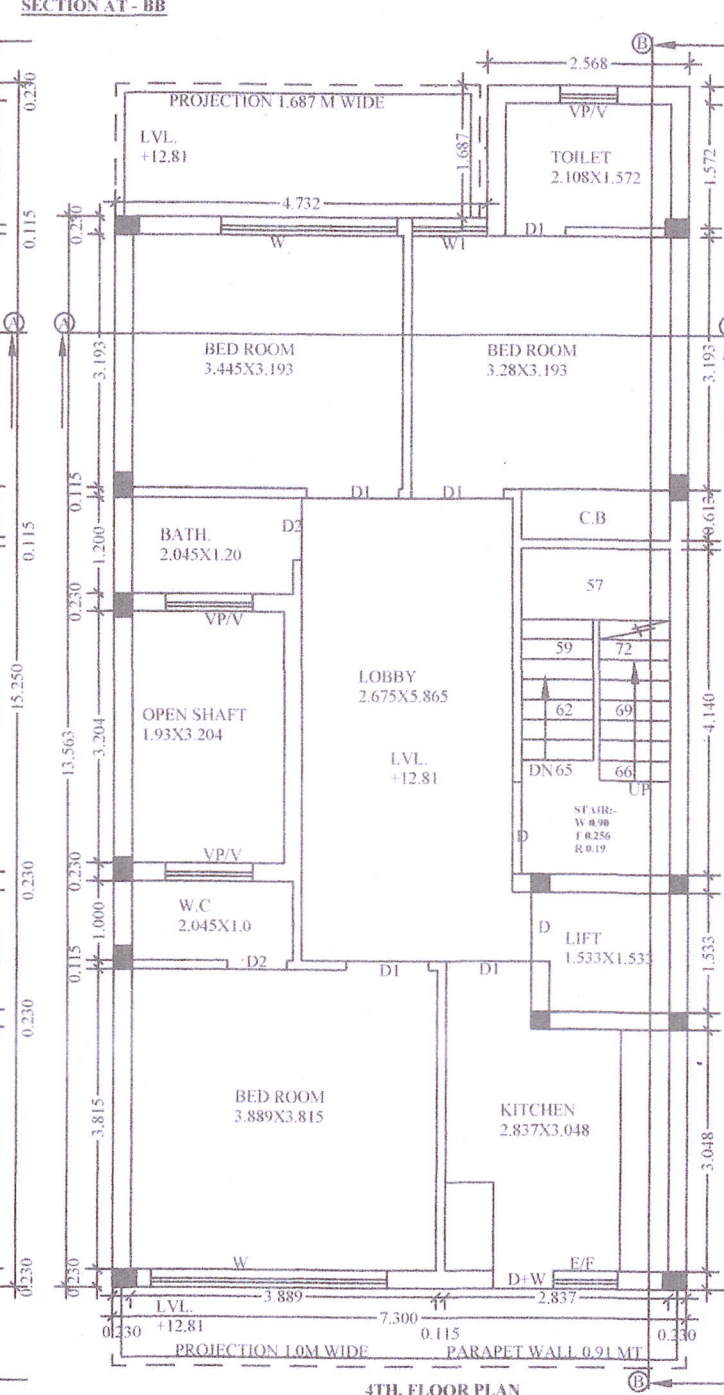 SECTION AT - BB
B
2.568
0.230
PROJECTION 1.687 M WIDE
VP/V
LVL.
+12.81
1.687
TOILET
2.108X1.572
1.572
4.732
0.115
0.230
W
W1
D1
A
A
BED ROOM
3.445X3.193
BED ROOM
3.28X3.193
3.193
3.193
D1
D1
0.115
0.115
C.B
0.613
BATH.
2.045X1.20
D2
1.200
57
0.230
VP/V
59
72
LOBBY
2.675X5.865
OPEN SHAFT
1.93X3.204
62
69
15.250
13.563
3.204
4.140
LVL.
+12.81
DN
65
66
UP
STAIR:-
W 0.90
T 0.256
R 0.19
D
VP/V
0.230
0.230
W.C
2.045X1.0
1.000
D
LIFT
1.533X1.533
1.533
0.115
D2
D1
D1
0.230
BED ROOM
3.889X3.815
3.815
KITCHEN
2.837X3.048
3.048
W
E/F
D+W
0.230
0.230
0.230
3.889
2.837
LVL.
+12.81
7.300
0.230
0.115
0.230
PROJECTION 1.0M WIDE
PARAPET WALL 0.91 MT
B
4TH. FLOOR PLAN